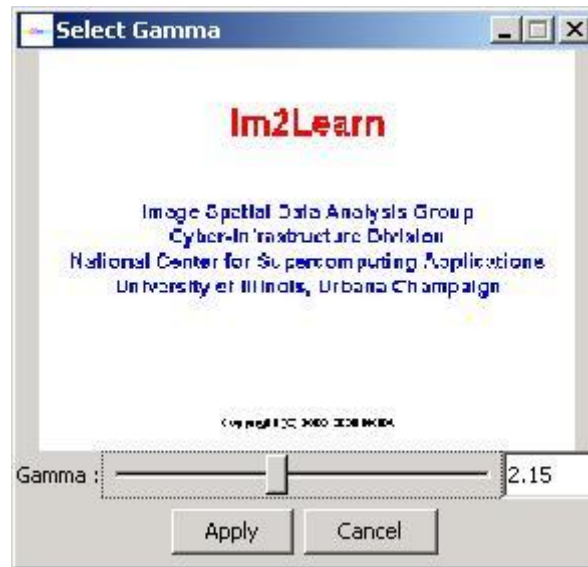 Select Gamma
Im2Learn
Image Spatial Data Analysis Group
Cyber-Infrastructure Division
National Center for Supercomputing Applications
University of Illinois, Urbana Champaign
Copyright (C)
Gamma :
2.15
Apply
Cancel